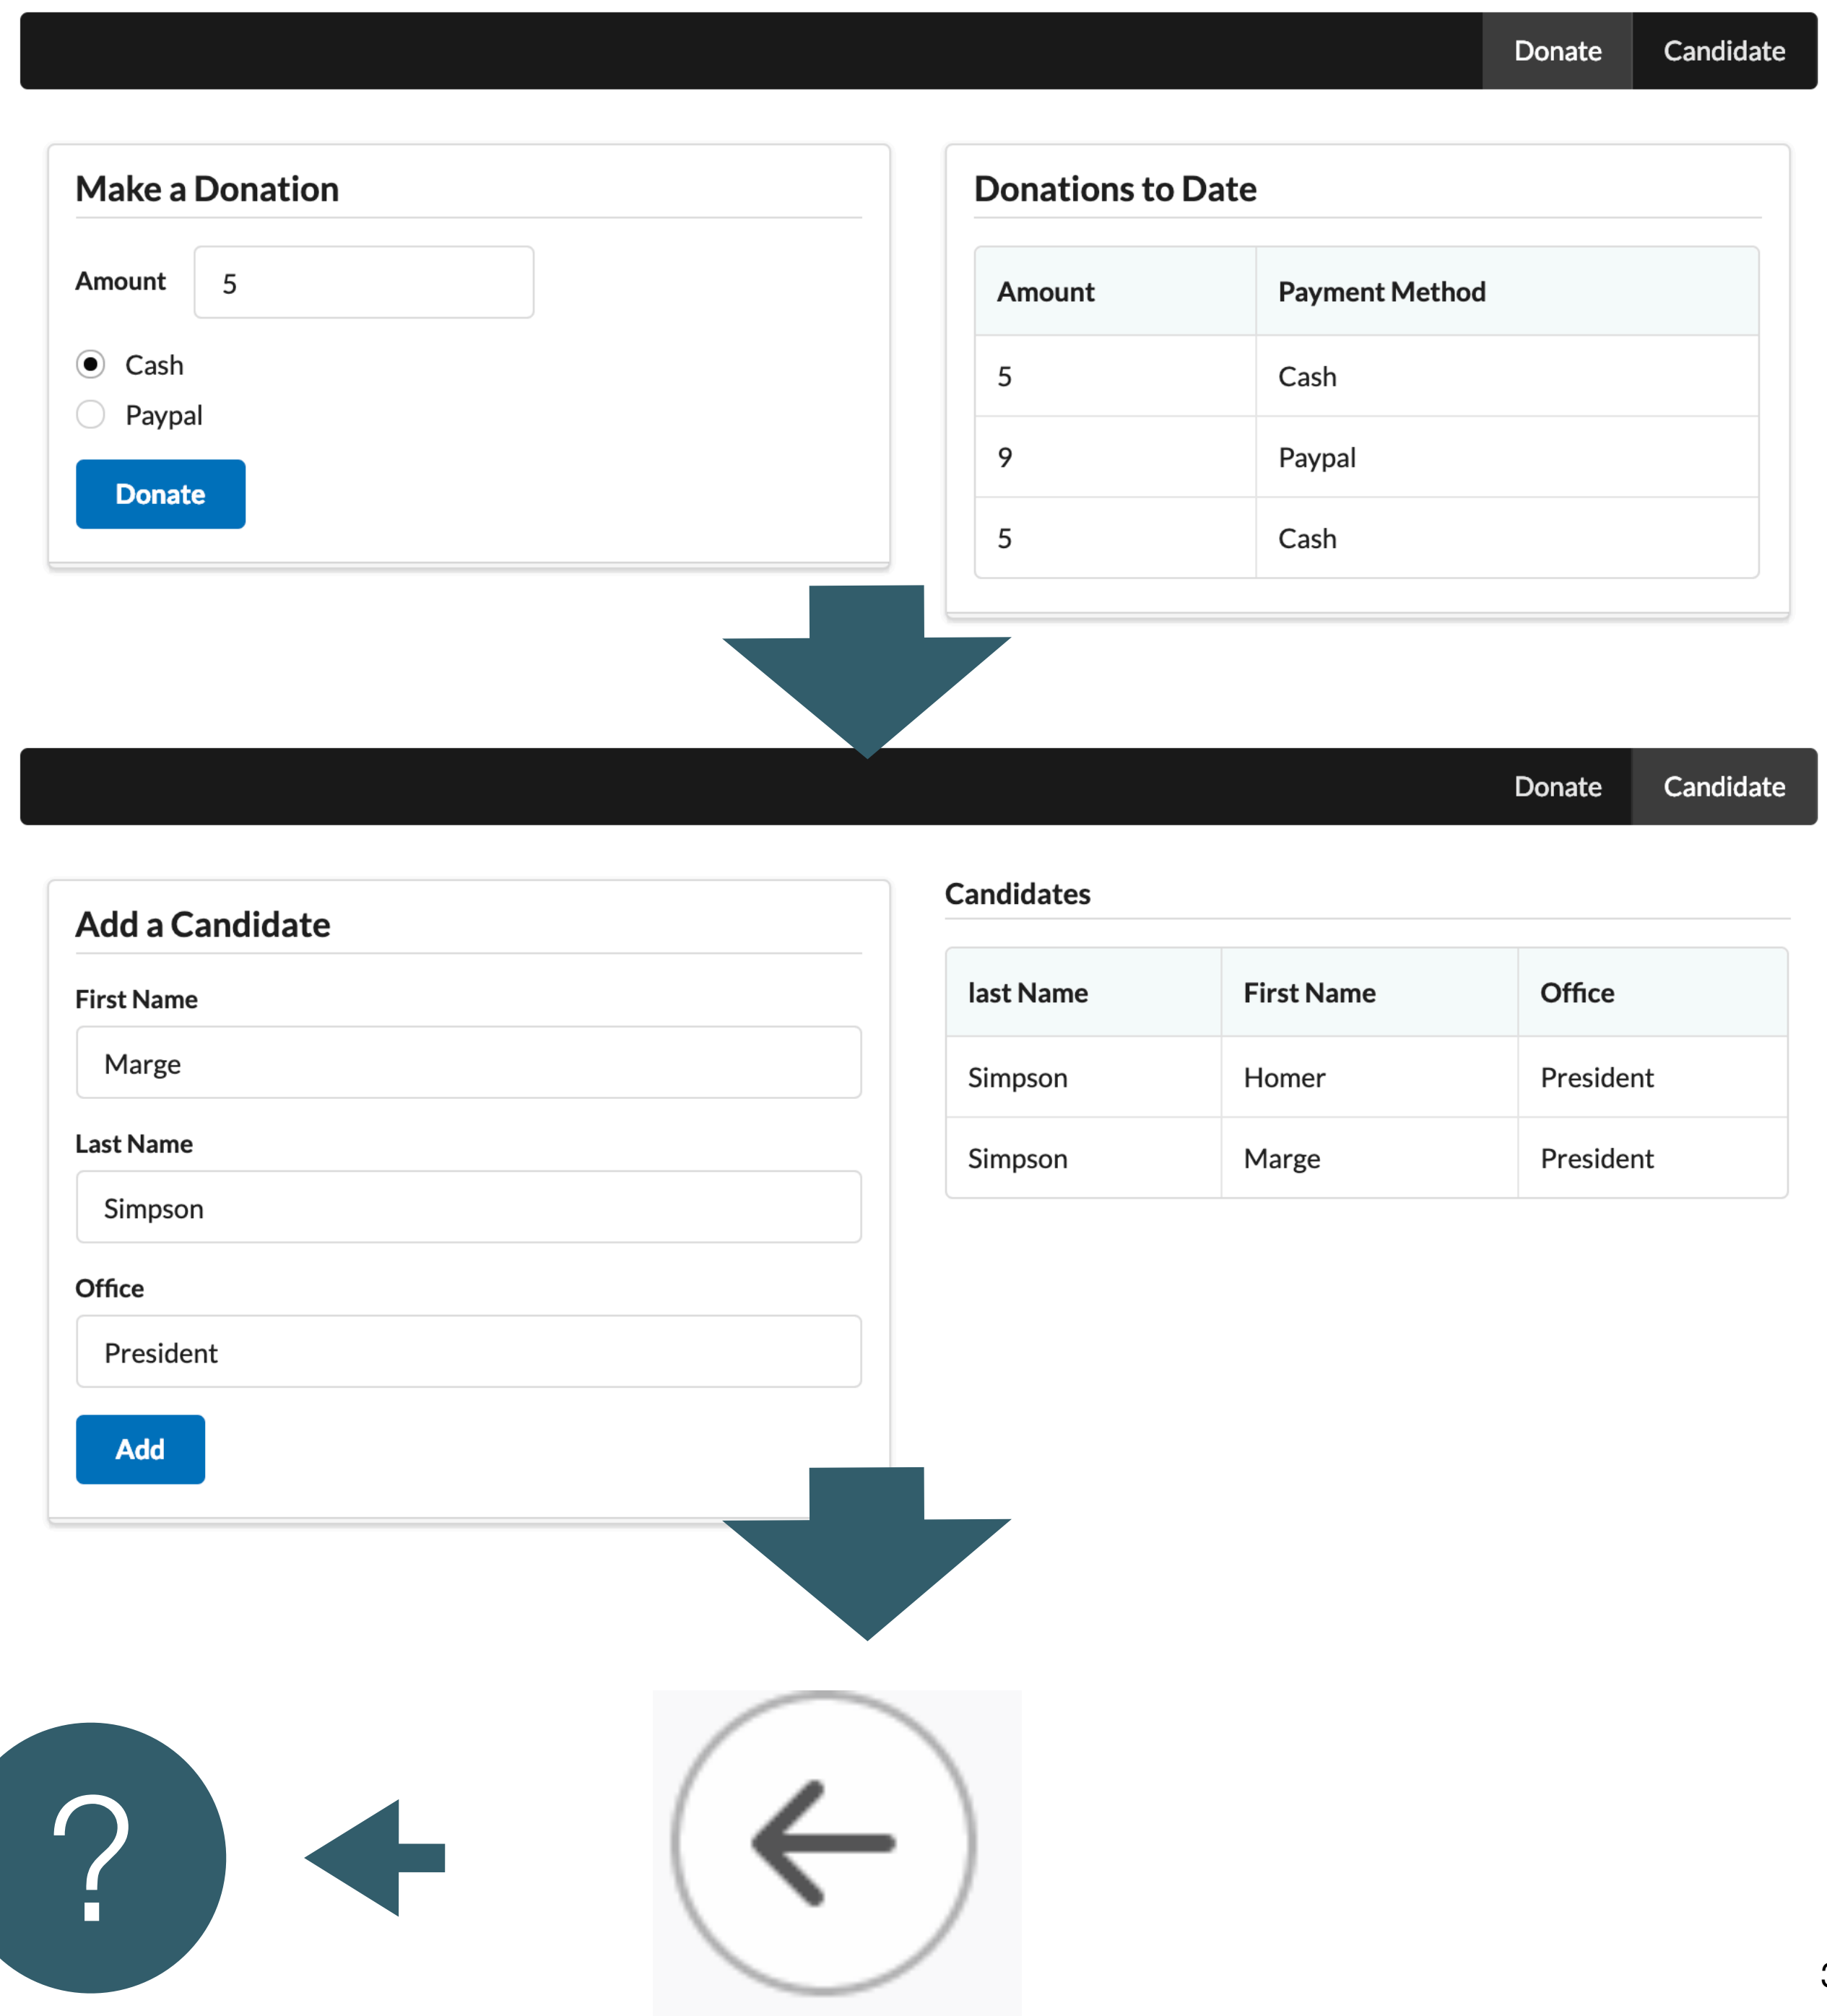 Donate Candidate
Make a Donation
Amount 5
Cash
Paypal
Donate
Donations to Date
Amount Payment Method
5 Cash
9 Paypal
5 Cash
Donate Candidate
Add a Candidate
First Name
Marge
Last Name
Simpson
Office
President
Add
Candidates
last Name First Name Office
Simpson Homer President
Simpson Marge President
?